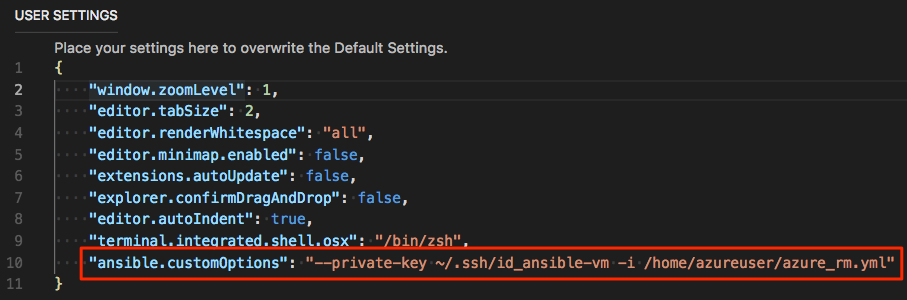 USER SETTINGS
Place your settings here to overwrite the Default Settings.
1 {
2 "window.zoomLevel": 1,
3 "editor.tabSize": 2,
4 "editor.renderWhitespace": "all",
5 "editor.minimap.enabled": false,
6 "extensions.autoUpdate": false,
7 "explorer.confirmDragAndDrop": false,
8 "editor.autoIndent": true,
9 "terminal.integrated.shell.osx": "/bin/zsh",
10 "ansible.customOptions": "--private-key ~/.ssh/id_ansible-vm -i /home/azureuser/azure_rm.yml"
11 }